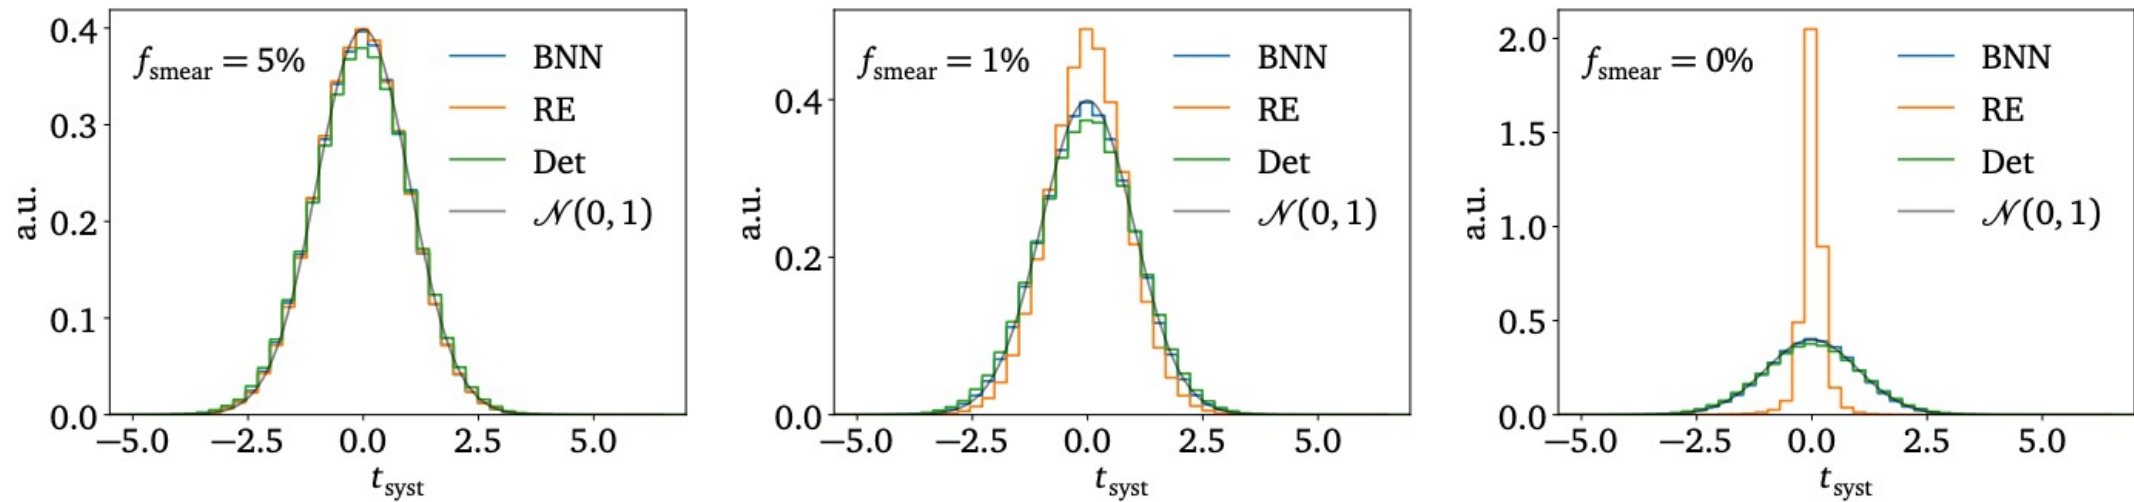 f_smear = 5%
BNN
RE
Det
𝒩(0, 1)
a.u.
0.4
0.3
0.2
0.1
0.0
−5.0 −2.5 0.0 2.5 5.0
t_syst
f_smear = 1%
BNN
RE
Det
𝒩(0, 1)
a.u.
0.4
0.2
0.0
−5.0 −2.5 0.0 2.5 5.0
t_syst
f_smear = 0%
BNN
RE
Det
𝒩(0, 1)
a.u.
2.0
1.5
1.0
0.5
0.0
−5.0 −2.5 0.0 2.5 5.0
t_syst